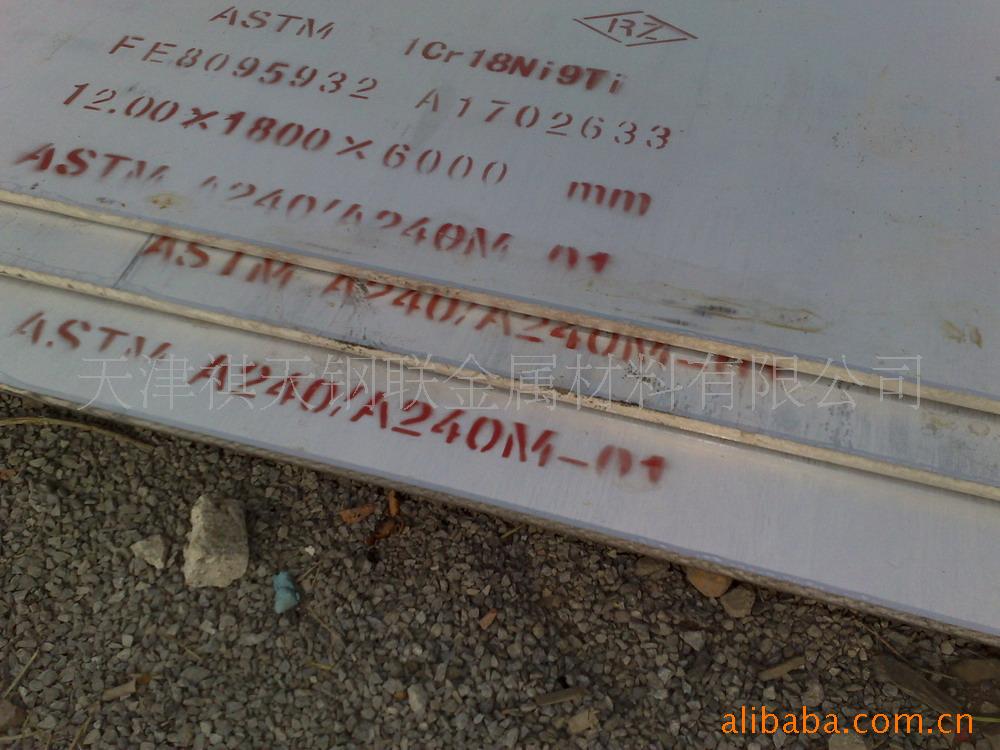 ASTM 1Cr18Ni9Ti RZ
FE8095932 A1702633
12.00×1800×6000 mm
ASTM A240/A240M 01
ASTM A240/A240M-01
ASTM A240/A240M-01
天津祺天钢联金属材料有限公司
alibaba.com.cn